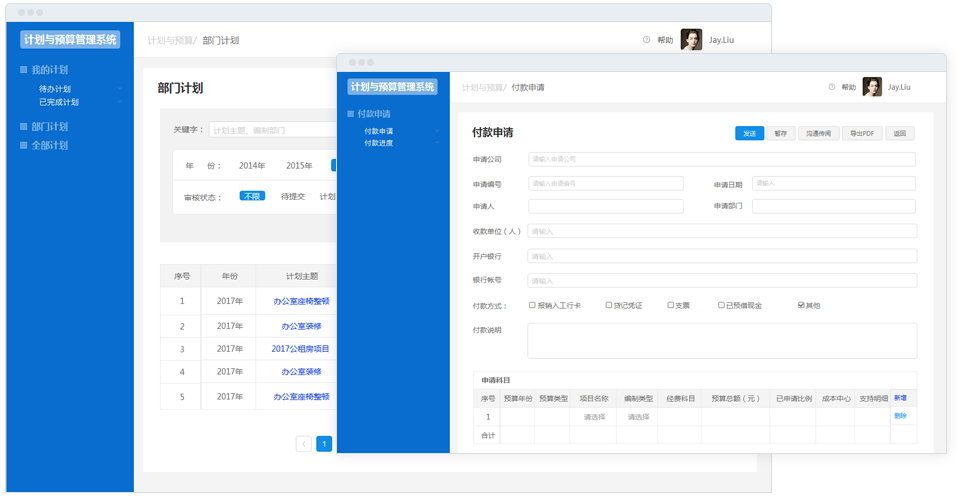 计划与预算管理系统
我的计划
待办计划
已完成计划
部门计划
全部计划
计划与预算/ 部门计划
帮助 Jay.Liu
部门计划
关键字： 计划主题、编制部门
年 份： 2014年 2015年
审核状态： 不限 待提交 计划
序号 年份 计划主题
1 2017年 办公室座椅整顿
2 2017年 办公室装修
3 2017年 2017公租房项目
4 2017年 办公室装修
5 2017年 办公室座椅整顿
1
计划与预算管理系统
付款申请
付款申请
付款进度
计划与预算/ 付款申请
帮助 Jay.Liu
付款申请
发送 暂存 沟通传阅 导出PDF 返回
申请公司 请输入申请公司
申请编号 请输入申请编号 申请日期 请输入
申请人 申请部门
收款单位（人） 请输入
开户银行 请输入
银行帐号 请输入
付款方式： 报销入工行卡 贷记凭证 支票 已预借现金 其他
付款说明
申请科目
序号 预算年份 预算类型 项目名称 编制类型 经费科目 预算总额（元） 已申请比例 成本中心 支持明细 新增
1 请选择 请选择 删除
合计